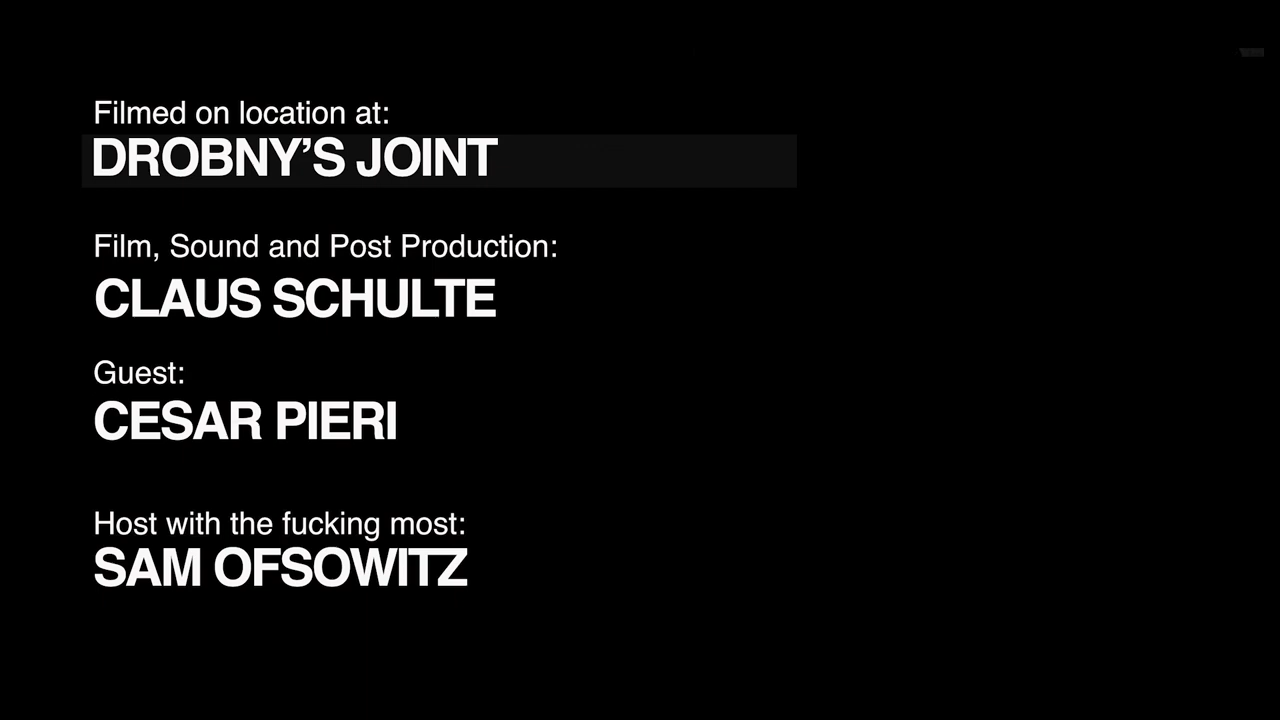 Filmed on location at:
DROBNY’S JOINT
Film, Sound and Post Production:
CLAUS SCHULTE
Guest:
CESAR PIERI
Host with the fucking most:
SAM OFSOWITZ